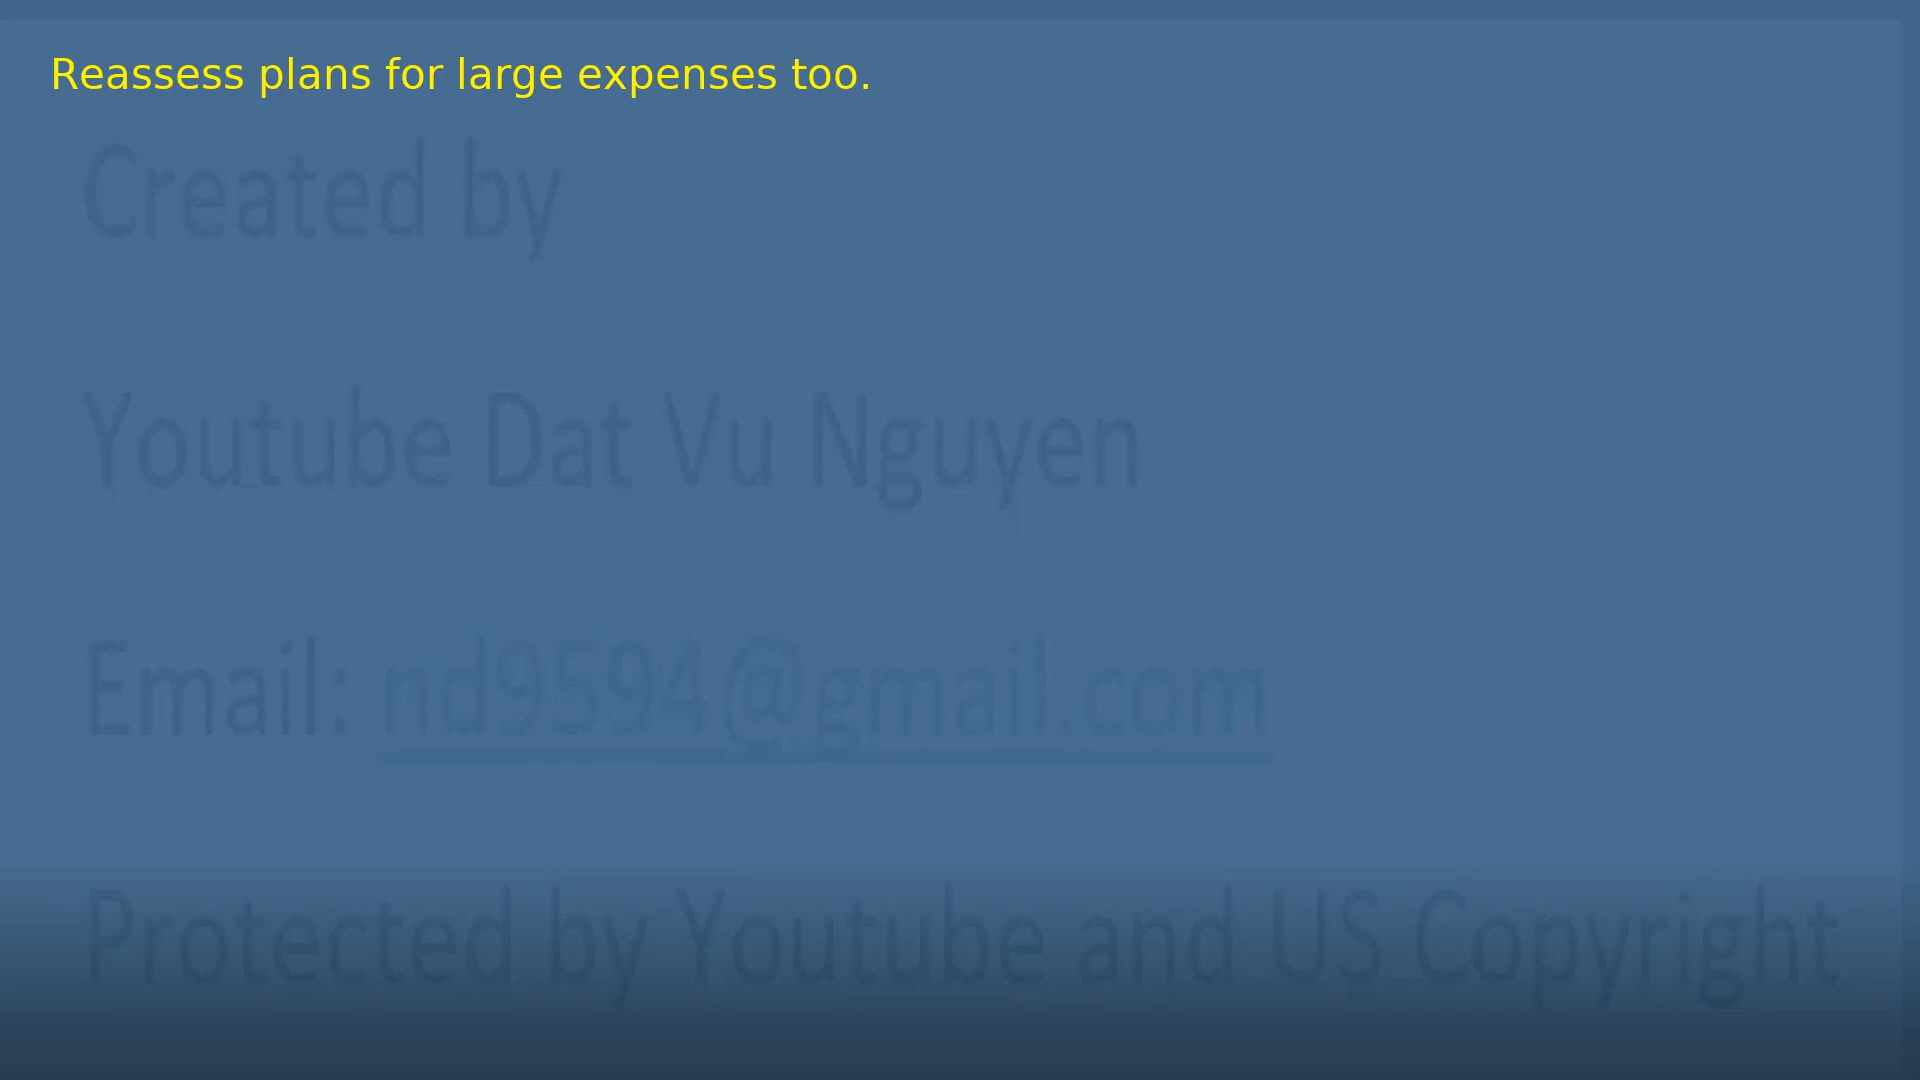 Reassess plans for large expenses too.
Created by
Youtube Dat Vu Nguyen
Email: nd9594@gmail.com
Protected by Youtube and US Copyright